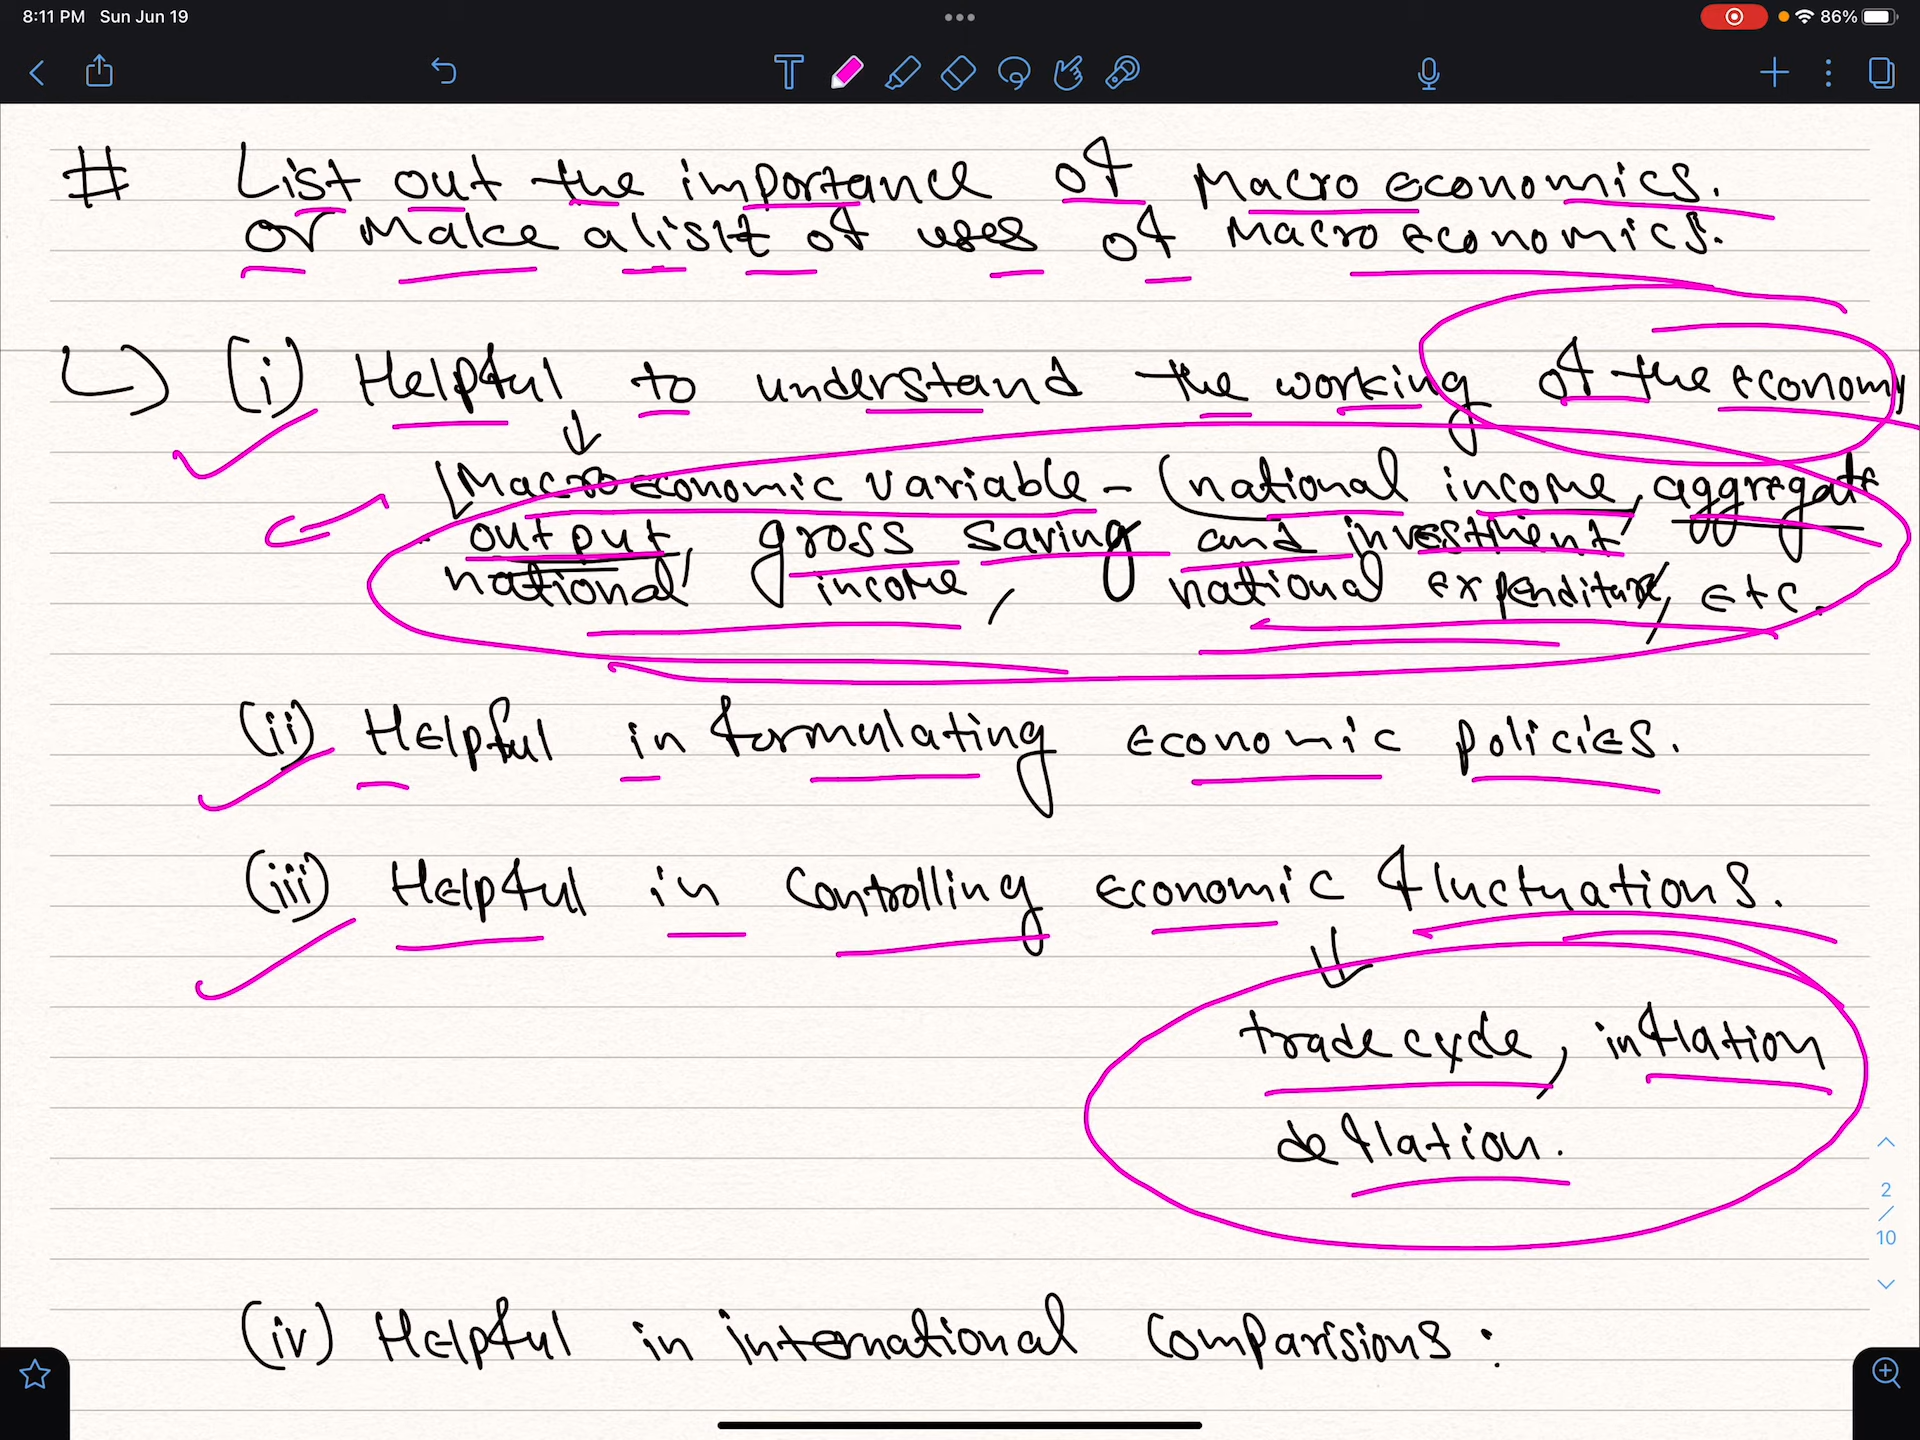 8:11 PM Sun Jun 19
86%
# List out the importance of Macro economics.
or Make a lisit of uses of Macro economics.
(i) Helpful to understand the working of the economy
Macroeconomic variable - (national income, aggregate
output, gross saving and investment,
national income, national expenditure, etc.
(ii) Helpful in formulating economic policies.
(iii) Helpful in Controlling economic fluctuations.
trade cycle, inflation
deflation.
2
/
10
(iv) Helpful in international Comparisions: